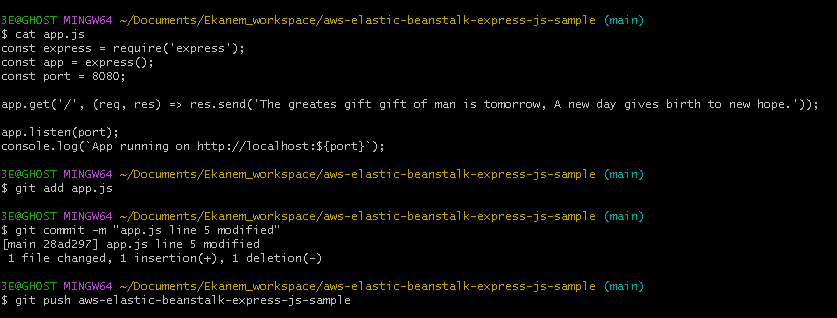 3E@GHOST MINGW64 ~/Documents/Ekanem_workspace/aws-elastic-beanstalk-express-js-sample (main)
$ cat app.js
const express = require('express');
const app = express();
const port = 8080;
app.get('/', (req, res) => res.send('The greates gift gift of man is tomorrow, A new day gives birth to new hope.'));
app.listen(port);
console.log(`App running on http://localhost:${port}`);
3E@GHOST MINGW64 ~/Documents/Ekanem_workspace/aws-elastic-beanstalk-express-js-sample (main)
$ git add app.js
3E@GHOST MINGW64 ~/Documents/Ekanem_workspace/aws-elastic-beanstalk-express-js-sample (main)
$ git commit -m "app.js line 5 modified"
[main 28ad297] app.js line 5 modified
 1 file changed, 1 insertion(+), 1 deletion(-)
3E@GHOST MINGW64 ~/Documents/Ekanem_workspace/aws-elastic-beanstalk-express-js-sample (main)
$ git push aws-elastic-beanstalk-express-js-sample